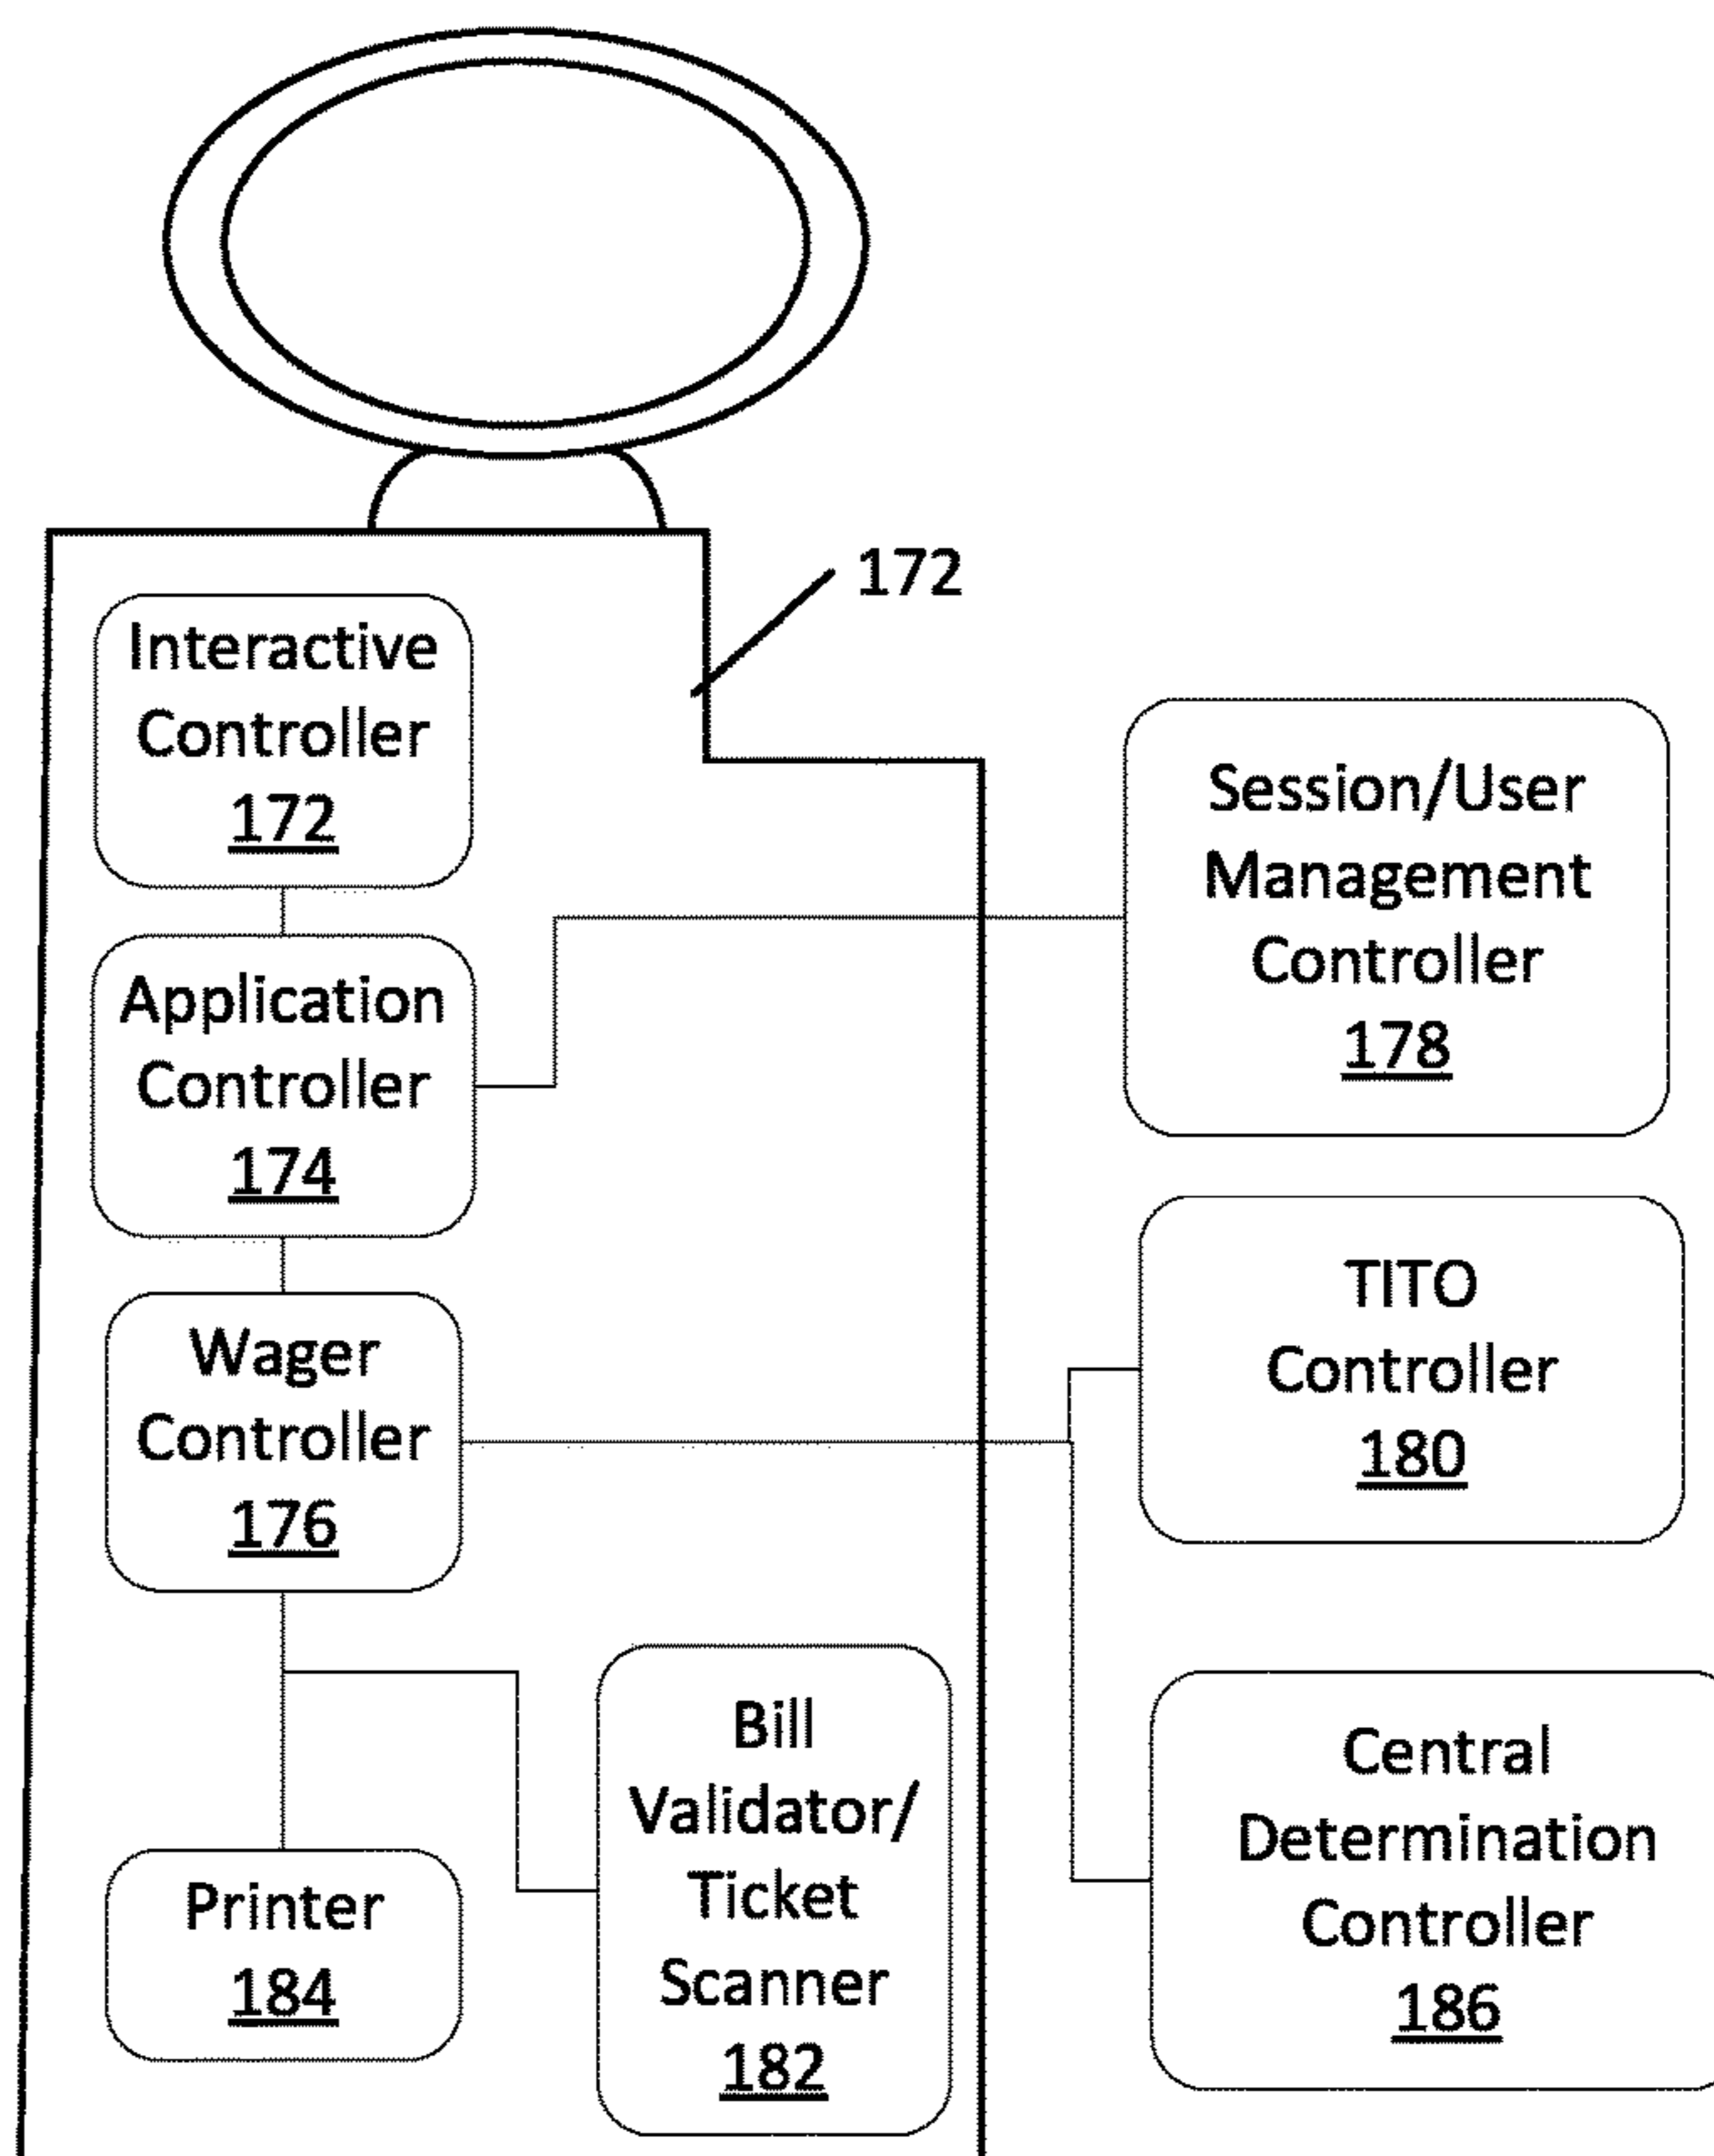 172
Interactive
Controller
172
Application
Controller
174
Wager
Controller
176
Printer
184
Bill
Validator/
Ticket
Scanner
182
Session/User
Management
Controller
178
TITO
Controller
180
Central
Determination
Controller
186